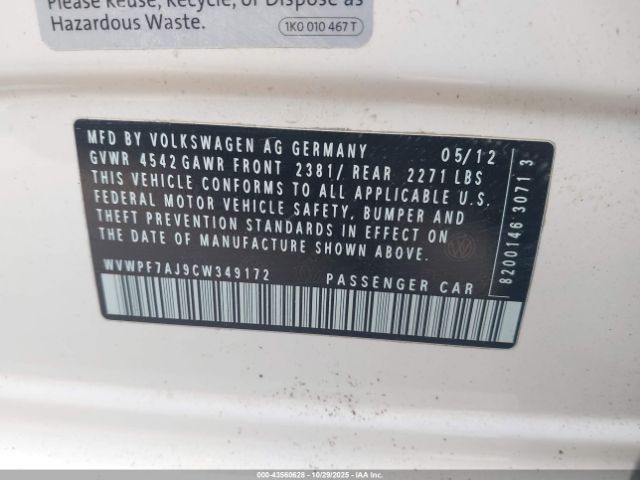 Please Reuse, Recycle, or Dispose as
Hazardous Waste.
1K0 010 467 T
MFD BY VOLKSWAGEN AG GERMANY 05/12
GVWR 4542 GAWR FRONT 2381/ REAR 2271 LBS
THIS VEHICLE CONFORMS TO ALL APPLICABLE U.S.
FEDERAL MOTOR VEHICLE SAFETY, BUMPER AND
THEFT PREVENTION STANDARDS IN EFFECT ON
THE DATE OF MANUFACTURE SHOWN ABOVE.
WVWPF7AJ9CW349172 PASSENGER CAR
8200146 3071 3
000-43560628 • 10/29/2025 • IAAI.com